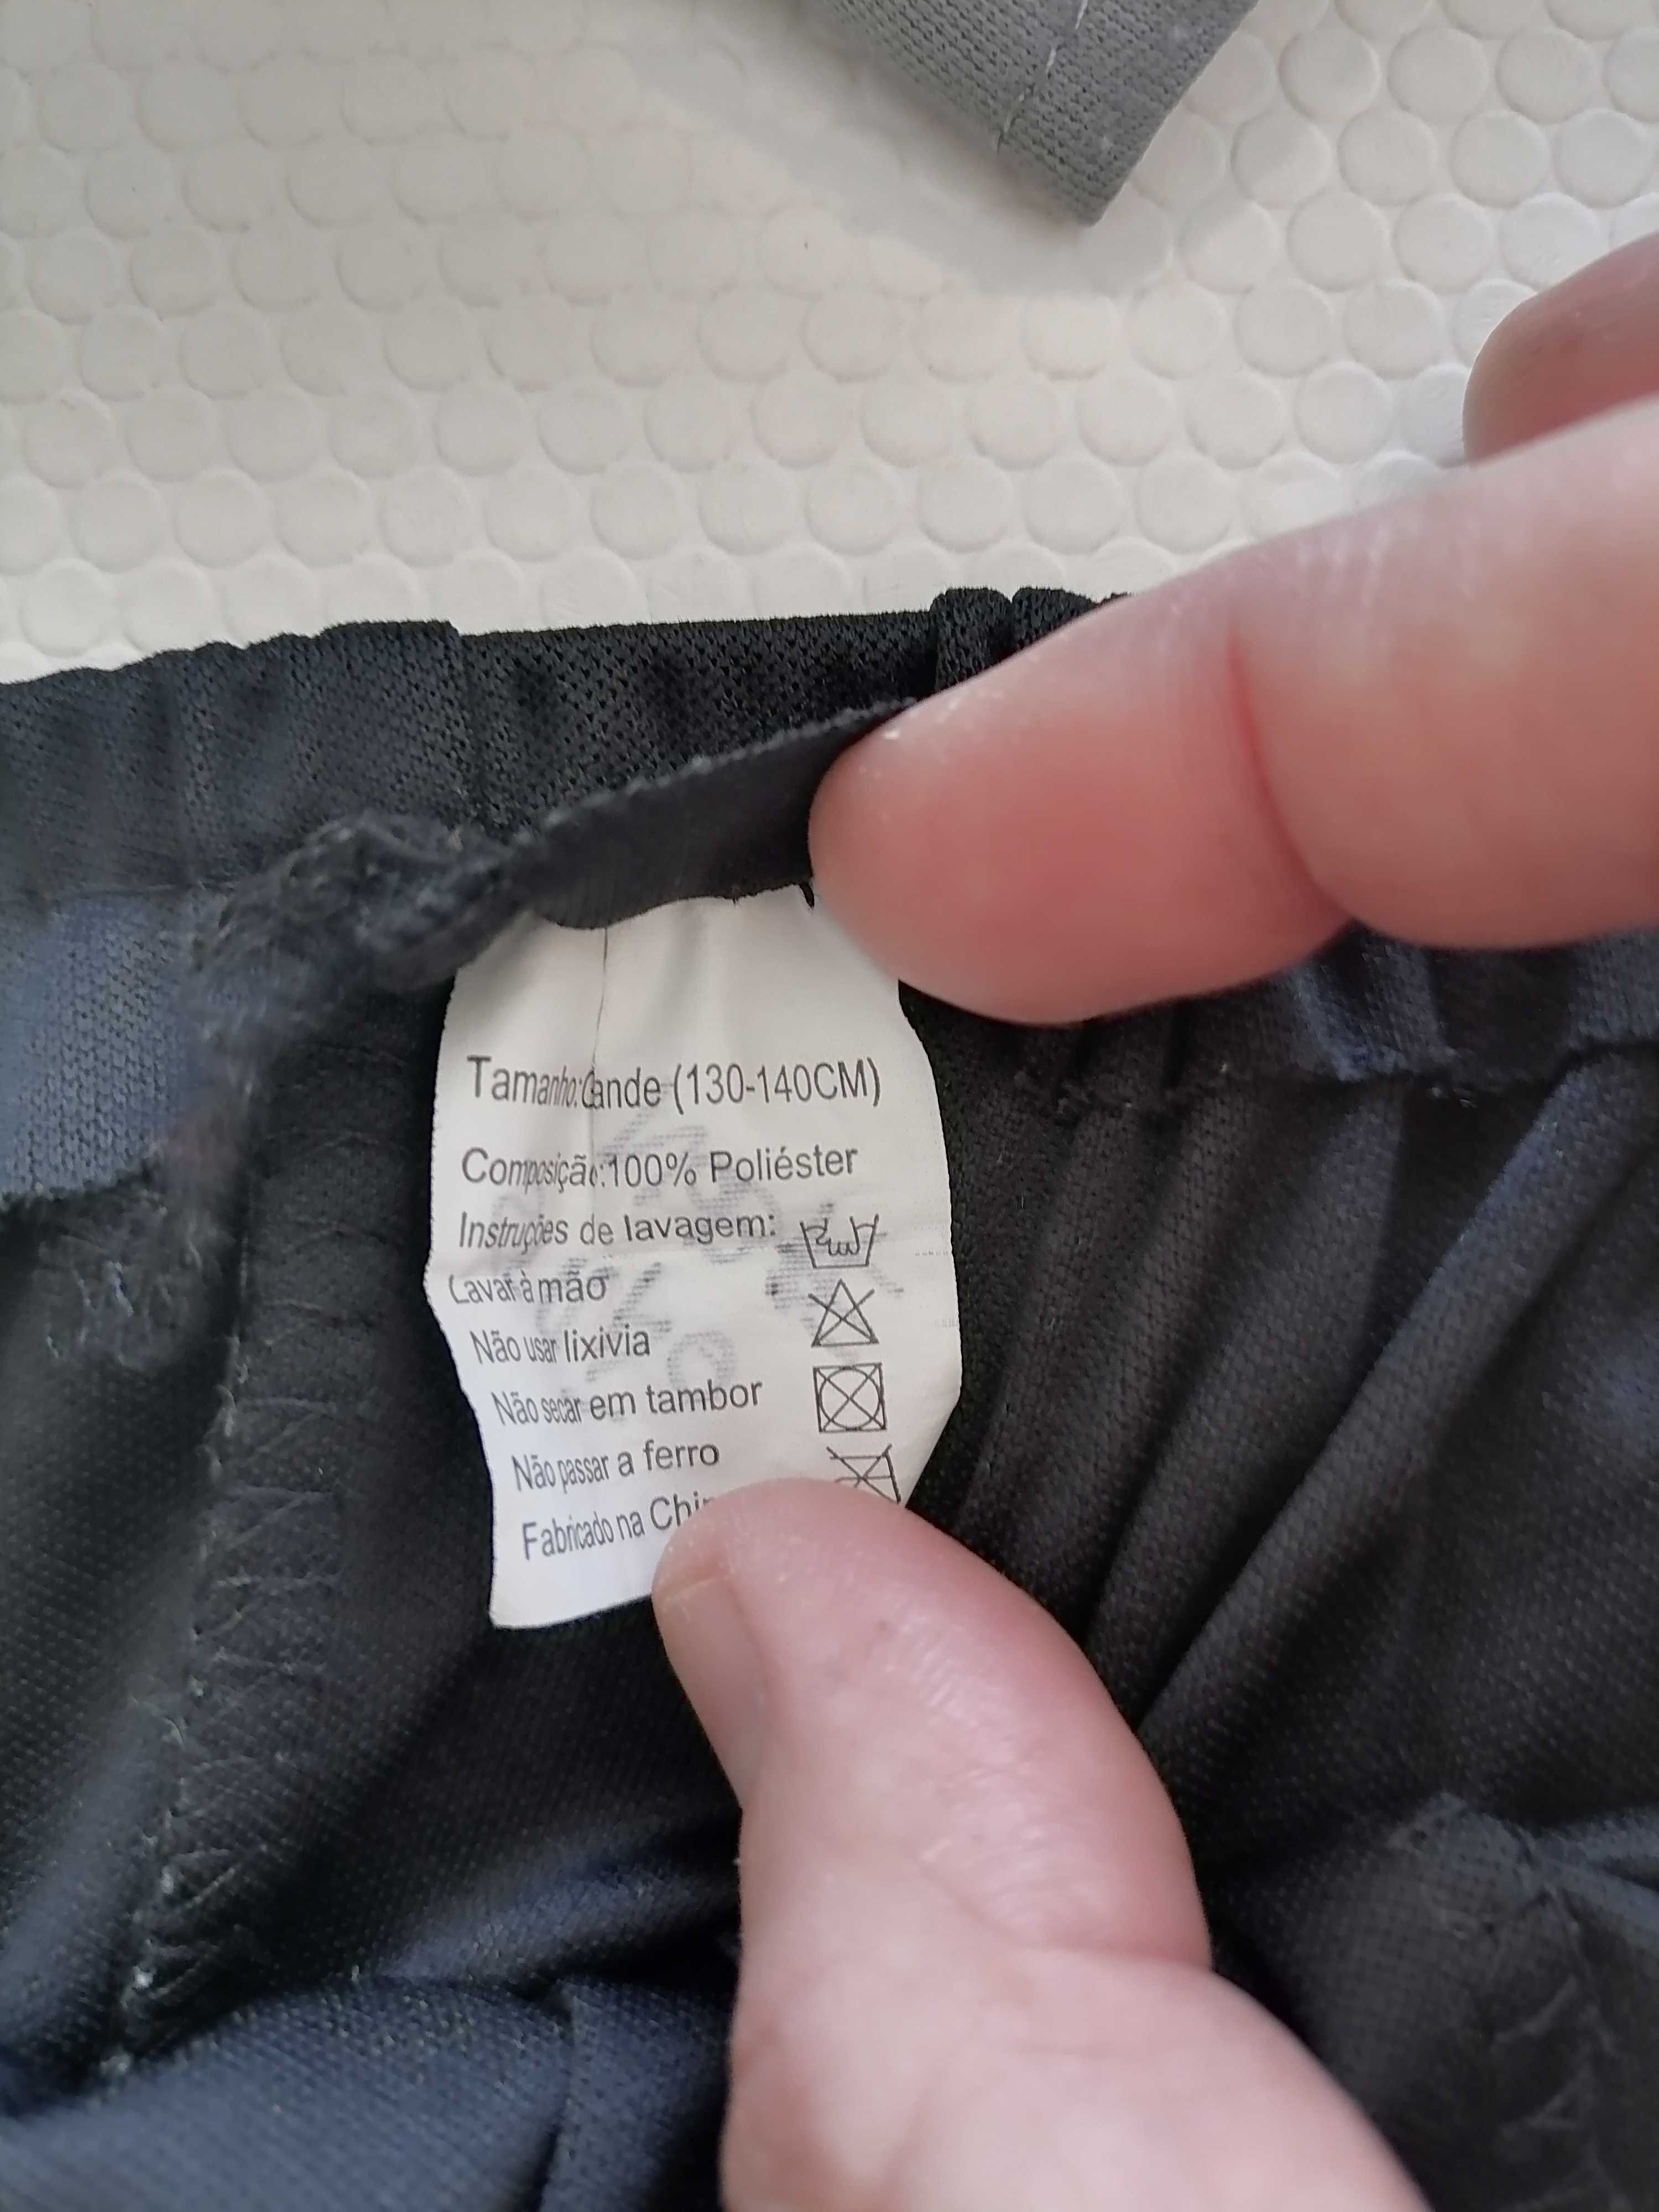 Tamanho:Grande (130-140CM)
Composição:100% Poliéster
Instruções de lavagem:
Lavar à mão
Não usar lixivia
Não secar em tambor
Não passar a ferro
Fabricado na